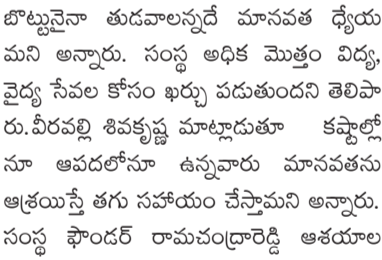 బొట్టునైనా తుడవాలన్నదే మానవత ధ్యేయ
మని అన్నారు. సంస్థ అధిక మొత్తం విద్య,
వైద్య సేవల కోసం ఖర్చు పడుతుందని తెలిపా
రు.వీరవల్లి శివకృష్ణ మాట్లాడుతూ కష్టాల్లో
నూ ఆపదలోనూ ఉన్నవారు మానవతను
ఆశ్రయిస్తే తగు సహాయం చేస్తామని అన్నారు.
సంస్థ ఫౌండర్ రామచంద్రారెడ్డి ఆశయాల